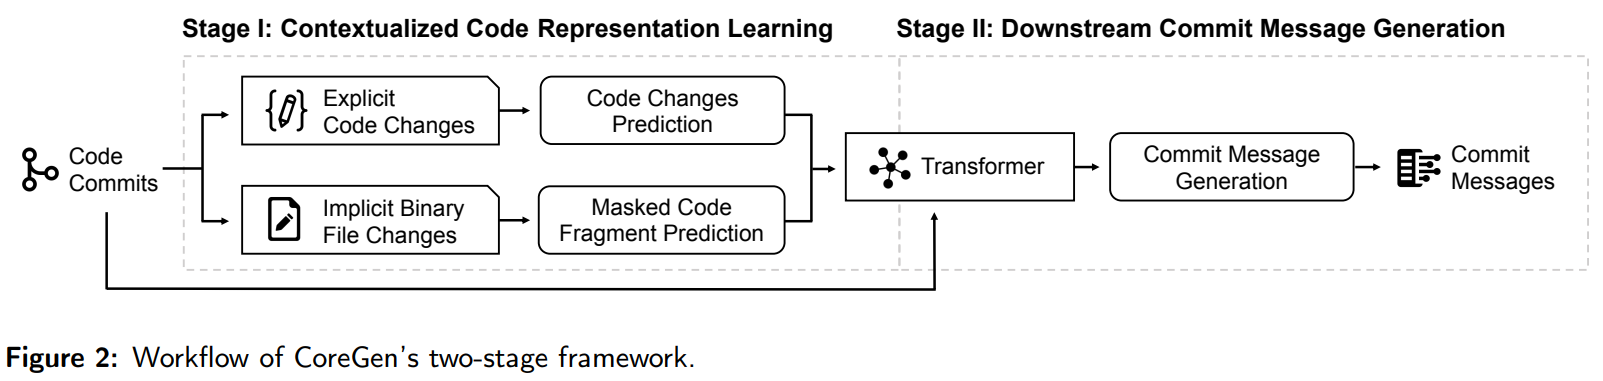 Stage I: Contextualized Code Representation Learning
Stage II: Downstream Commit Message Generation
Code
Commits
Explicit
Code Changes
Code Changes
Prediction
Implicit Binary
File Changes
Masked Code
Fragment Prediction
Transformer
Commit Message
Generation
Commit
Messages
Figure 2: Workflow of CoreGen's two-stage framework.